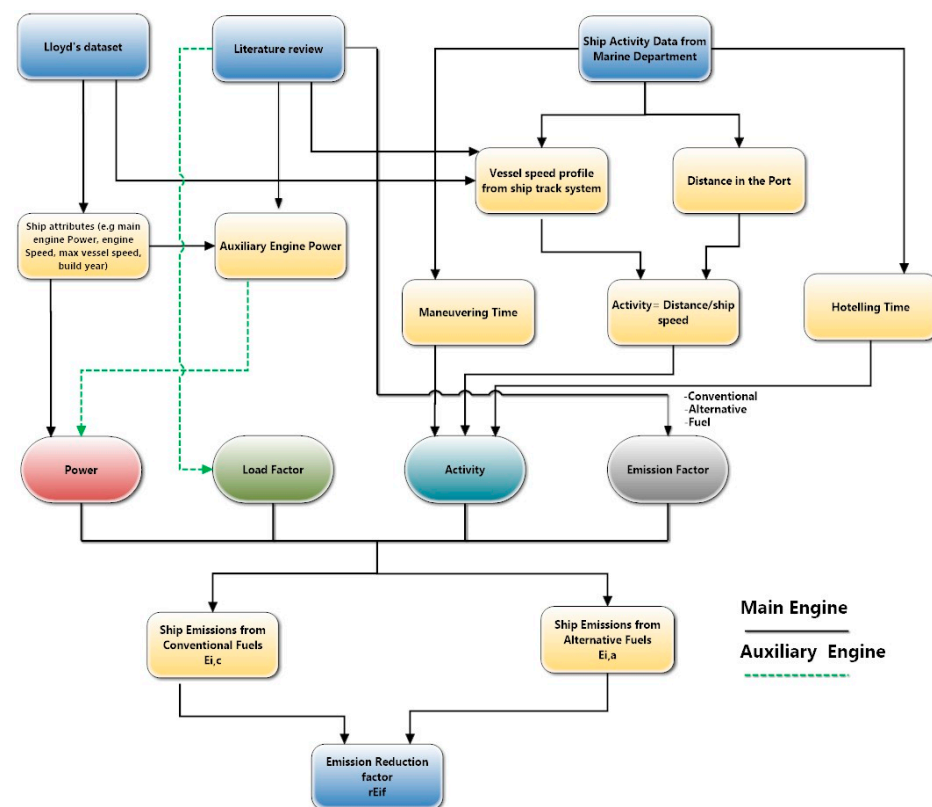 Lloyd's dataset
Literature review
Ship Activity Data from
Marine Department
Vessel speed profile
from ship track system
Distance in the Port
Ship attributes (e.g main
engine Power, engine
Speed, max vessel speed,
build year)
Auxiliary Engine Power
Maneuvering Time
Activity= Distance/ship
speed
Hotelling Time
-Conventional
-Alternative
-Fuel
Power
Load Factor
Activity
Emission Factor
Ship Emissions from
Conventional Fuels
Ei,c
Ship Emissions from
Alternative Fuels
Ei,a
Main Engine
Auxiliary Engine
Emission Reduction
factor
rEif